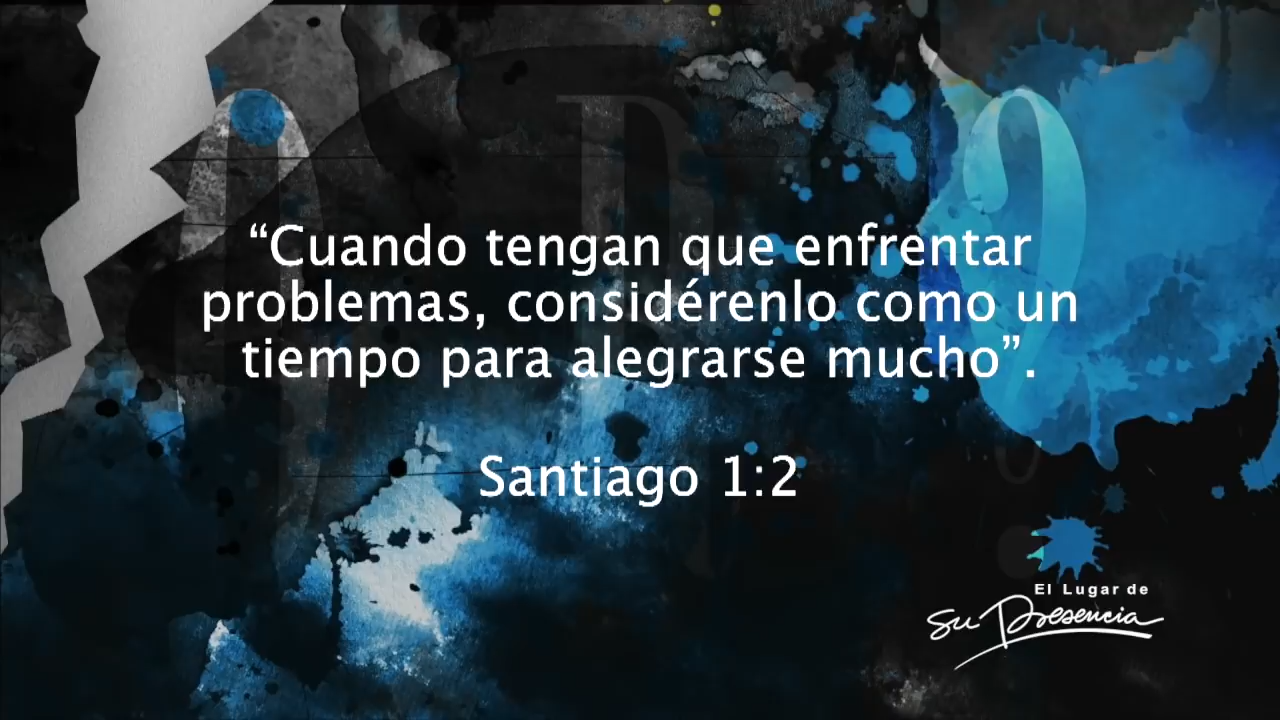 “Cuando tengan que enfrentar
problemas, considérenlo como un
tiempo para alegrarse mucho”.
Santiago 1:2
El Lugar de
Su Presencia